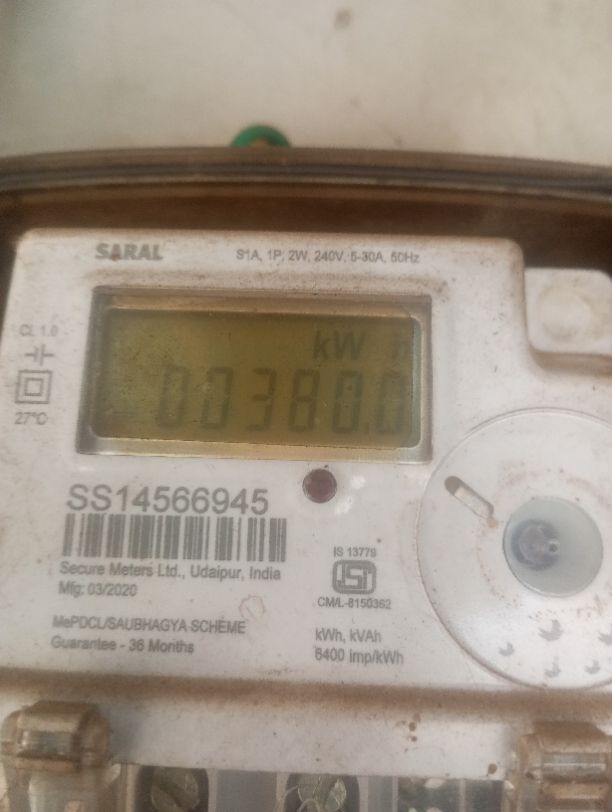 SARAL
S1A, 1P, 2W, 240V, 5-30A, 50Hz
CL 1.0
27°C
kW h
00380.0
SS14566945
Secure Meters Ltd., Udaipur, India
Mfg: 03/2020
MePDCL/SAUBHAGYA SCHEME
Guarantee - 36 Months
IS 13779
ISI
CM/L-8150362
kWh, kVAh
6400 imp/kWh